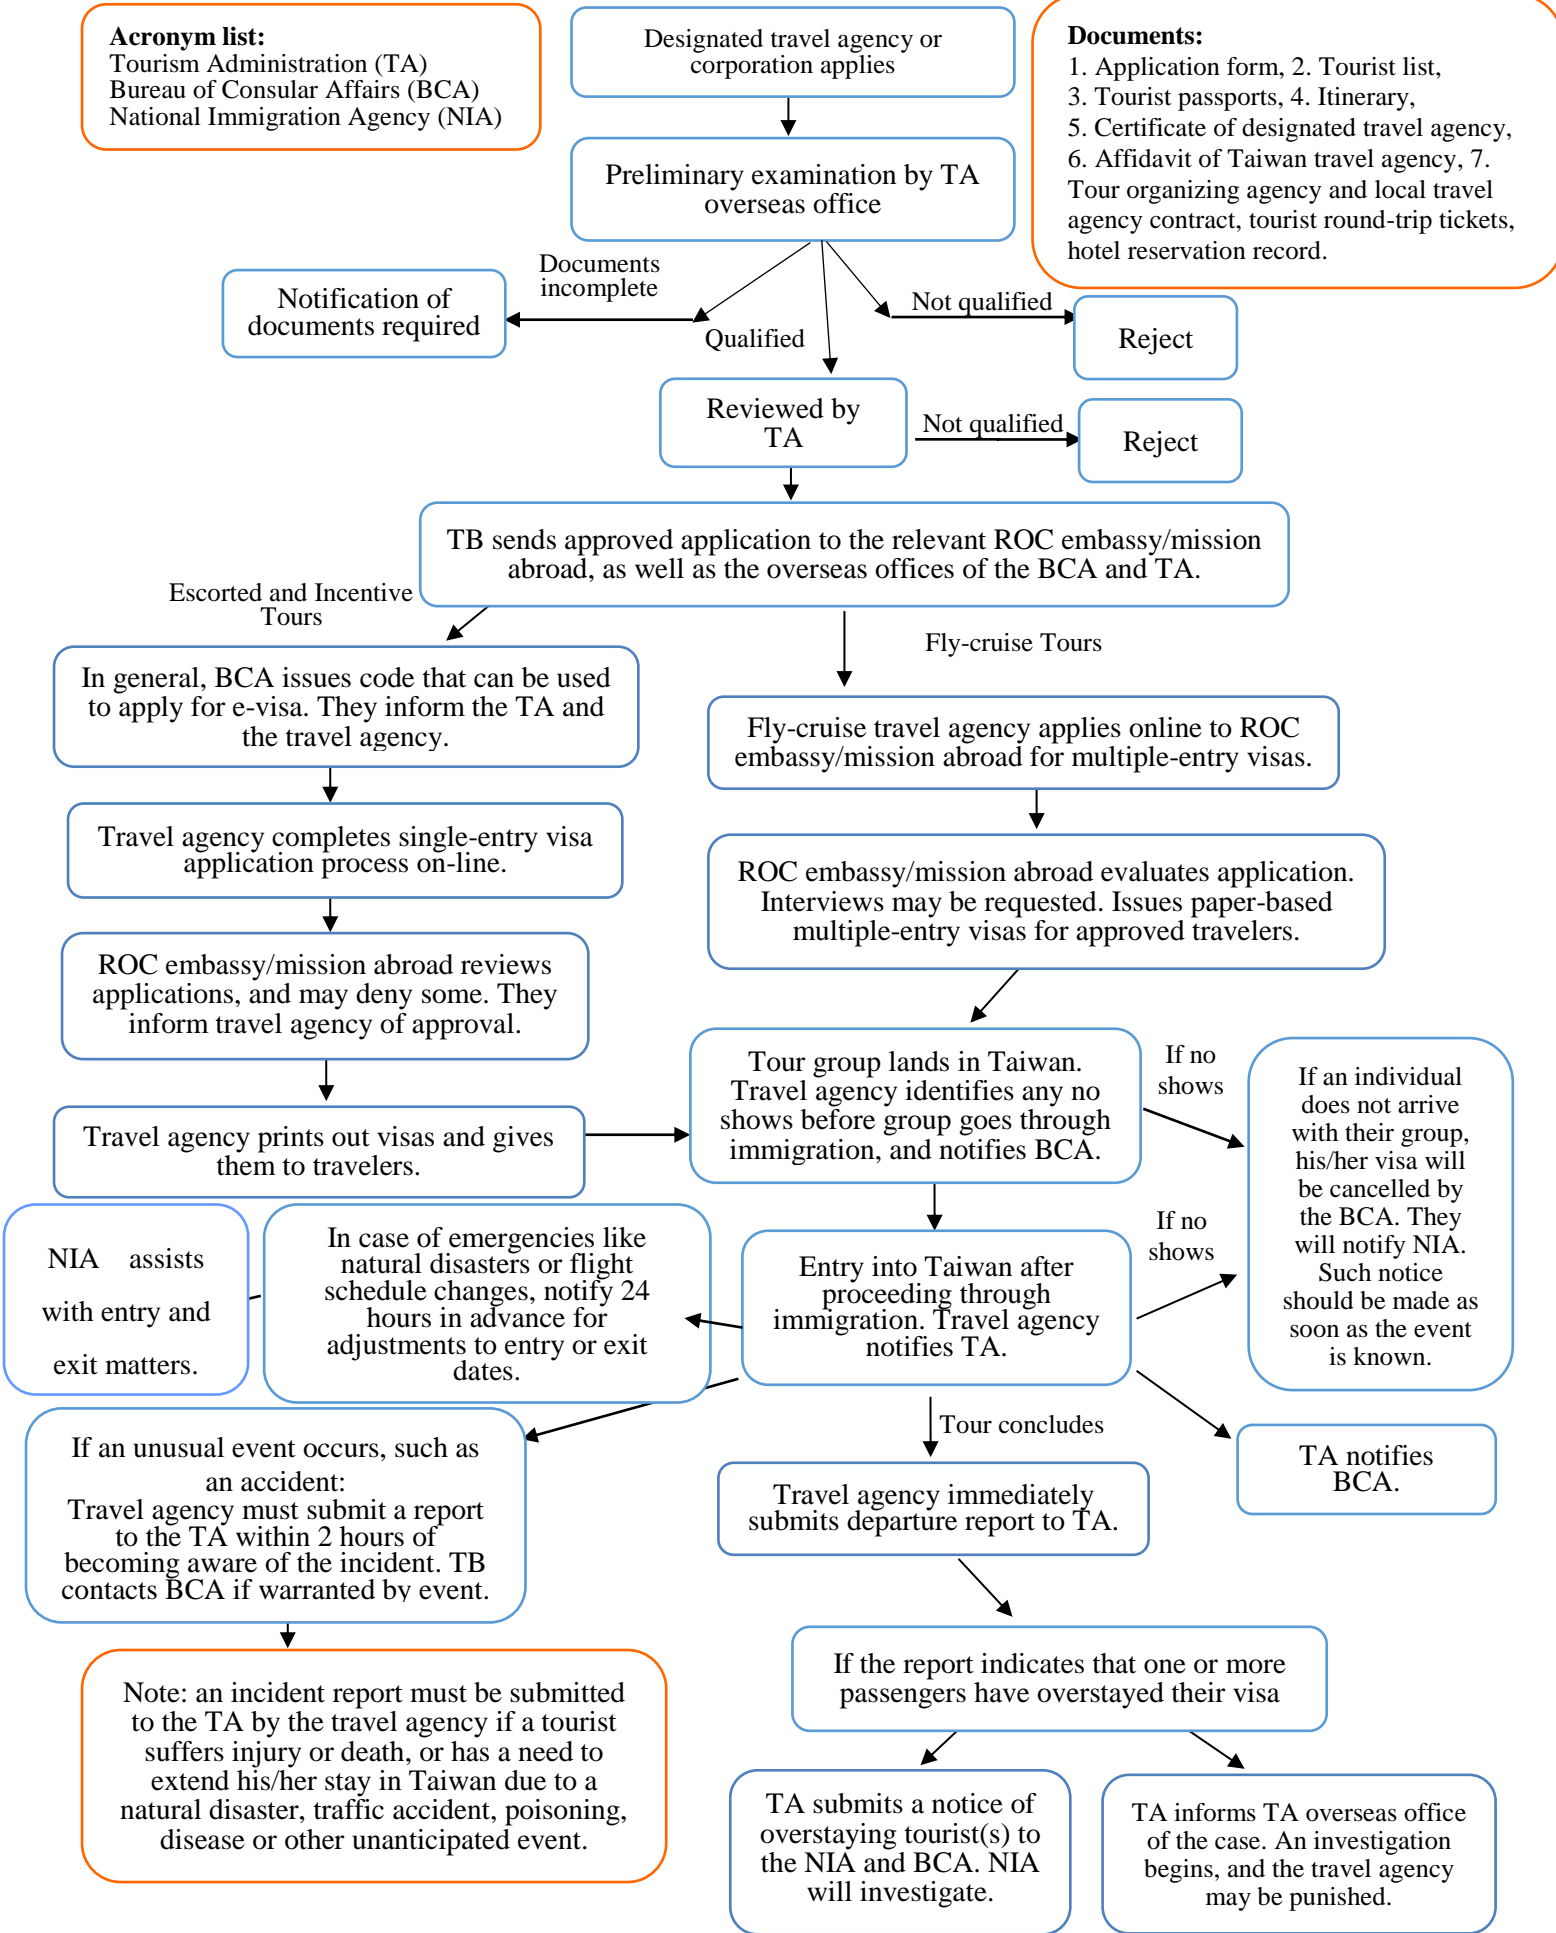 Acronym list:
Tourism Administration (TA)
Bureau of Consular Affairs (BCA)
National Immigration Agency (NIA)
Designated travel agency or
corporation applies
Documents:
1. Application form, 2. Tourist list,
3. Tourist passports, 4. Itinerary,
5. Certificate of designated travel agency,
6. Affidavit of Taiwan travel agency, 7.
Tour organizing agency and local travel
agency contract, tourist round-trip tickets,
hotel reservation record.
Preliminary examination by TA
overseas office
Documents
incomplete
Notification of
documents required
Qualified
Not qualified
Reject
Reviewed by
TA
Not qualified
Reject
TB sends approved application to the relevant ROC embassy/mission
abroad, as well as the overseas offices of the BCA and TA.
Escorted and Incentive
Tours
Fly-cruise Tours
In general, BCA issues code that can be used
to apply for e-visa. They inform the TA and
the travel agency.
Fly-cruise travel agency applies online to ROC
embassy/mission abroad for multiple-entry visas.
Travel agency completes single-entry visa
application process on-line.
ROC embassy/mission abroad evaluates application.
Interviews may be requested. Issues paper-based
multiple-entry visas for approved travelers.
ROC embassy/mission abroad reviews
applications, and may deny some. They
inform travel agency of approval.
Tour group lands in Taiwan.
Travel agency identifies any no
shows before group goes through
immigration, and notifies BCA.
If no
shows
If an individual
does not arrive
with their group,
his/her visa will
be cancelled by
the BCA. They
will notify NIA.
Such notice
should be made as
soon as the event
is known.
Travel agency prints out visas and gives
them to travelers.
NIA assists
with entry and
exit matters.
In case of emergencies like
natural disasters or flight
schedule changes, notify 24
hours in advance for
adjustments to entry or exit
dates.
Entry into Taiwan after
proceeding through
immigration. Travel agency
notifies TA.
If no
shows
If an unusual event occurs, such as
an accident:
Travel agency must submit a report
to the TA within 2 hours of
becoming aware of the incident. TB
contacts BCA if warranted by event.
Tour concludes
TA notifies
BCA.
Travel agency immediately
submits departure report to TA.
Note: an incident report must be submitted
to the TA by the travel agency if a tourist
suffers injury or death, or has a need to
extend his/her stay in Taiwan due to a
natural disaster, traffic accident, poisoning,
disease or other unanticipated event.
If the report indicates that one or more
passengers have overstayed their visa
TA submits a notice of
overstaying tourist(s) to
the NIA and BCA. NIA
will investigate.
TA informs TA overseas office
of the case. An investigation
begins, and the travel agency
may be punished.